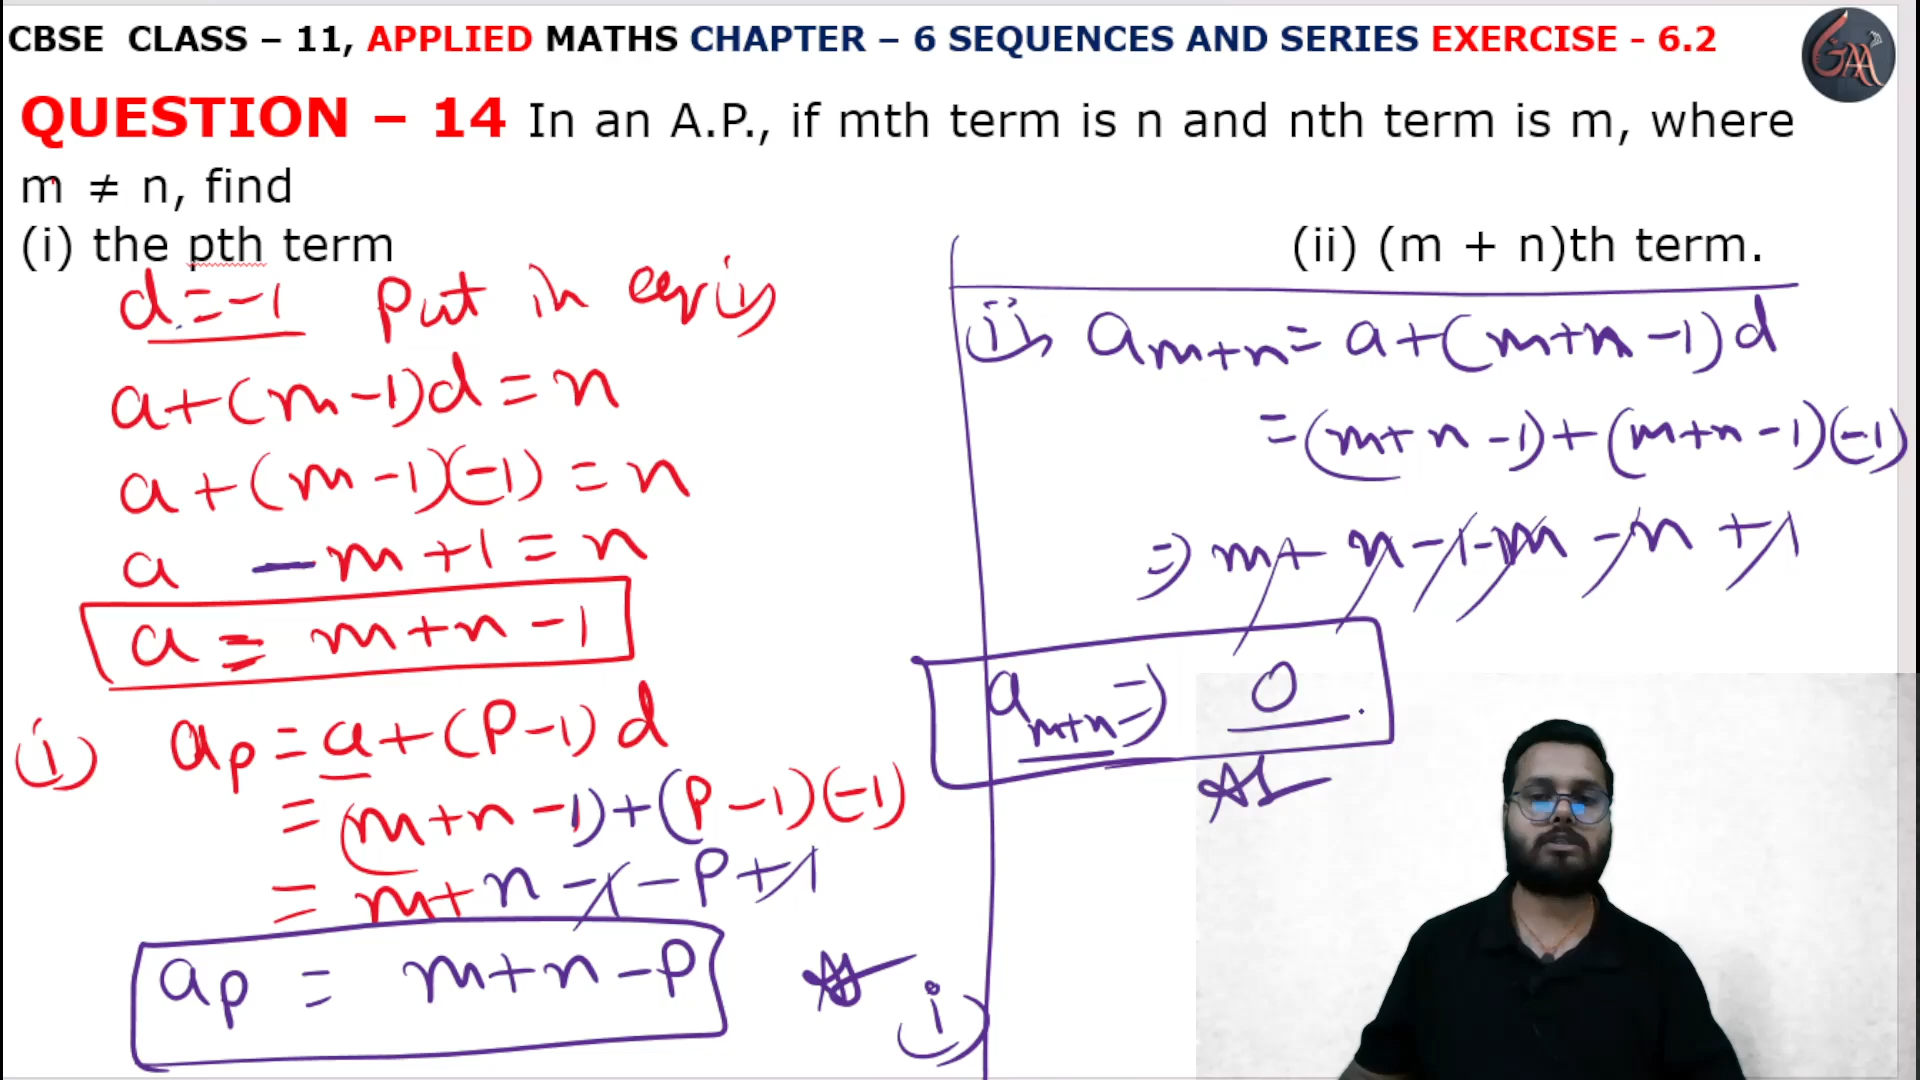 CBSE CLASS – 11, APPLIED MATHS CHAPTER – 6 SEQUENCES AND SERIES EXERCISE - 6.2
GAA
QUESTION – 14 In an A.P., if mth term is n and nth term is m, where
m ≠ n, find
(i) the pth term
(ii) (m + n)th term.
d = -1 Put in eqn (i)
a+(m-1)d = n
a+(m-1)(-1) = n
a - m+1 = n
a = m+n-1
(i) ap = a+(P-1)d
= (m+n-1)+(P-1)(-1)
= m+n-1-P+1
ap = m+n-P
(i)
(ii) am+n = a+(m+n-1)d
= (m+n-1)+(m+n-1)(-1)
⇒ m+n-1-m-n+1
am+n ⇒ 0